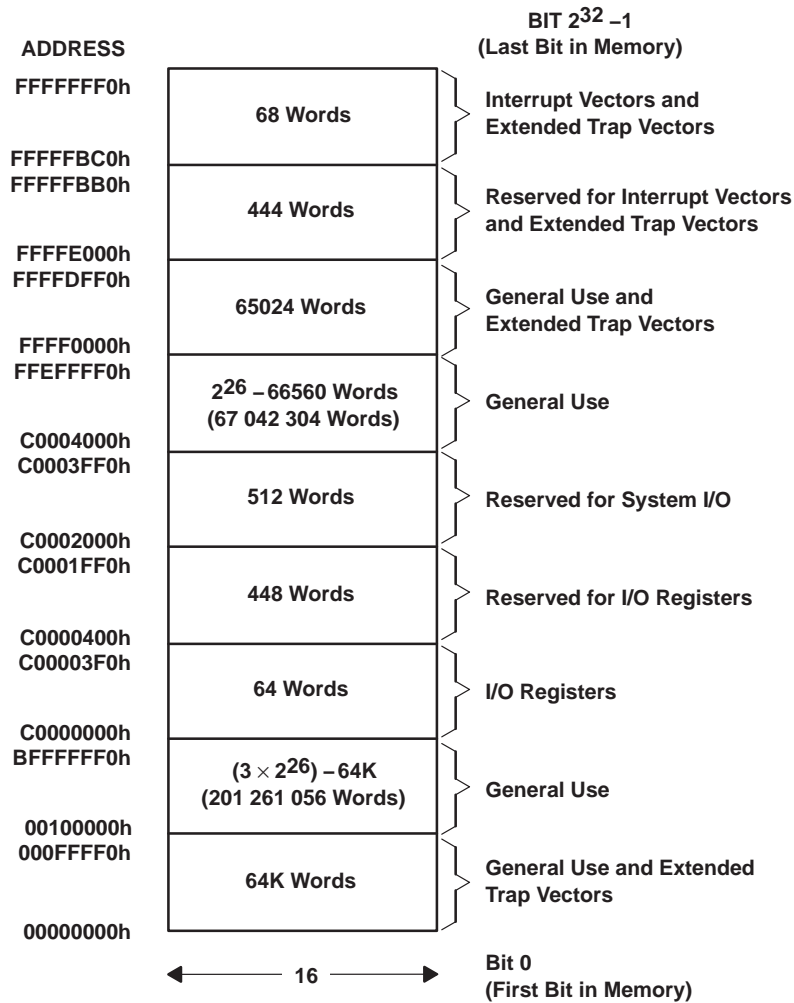 BIT 2³² –1
(Last Bit in Memory)
ADDRESS
FFFFFFF0h
68 Words
Interrupt Vectors and
Extended Trap Vectors
FFFFFBC0h
FFFFFBB0h
444 Words
Reserved for Interrupt Vectors
and Extended Trap Vectors
FFFFE000h
FFFFDFF0h
65024 Words
General Use and
Extended Trap Vectors
FFFF0000h
FFEFFFF0h
2²⁶ – 66560 Words
(67 042 304 Words)
General Use
C0004000h
C0003FF0h
512 Words
Reserved for System I/O
C0002000h
C0001FF0h
448 Words
Reserved for I/O Registers
C0000400h
C00003F0h
64 Words
I/O Registers
C0000000h
BFFFFFF0h
(3 × 2²⁶) – 64K
(201 261 056 Words)
General Use
00100000h
000FFFF0h
64K Words
General Use and Extended
Trap Vectors
00000000h
16
Bit 0
(First Bit in Memory)